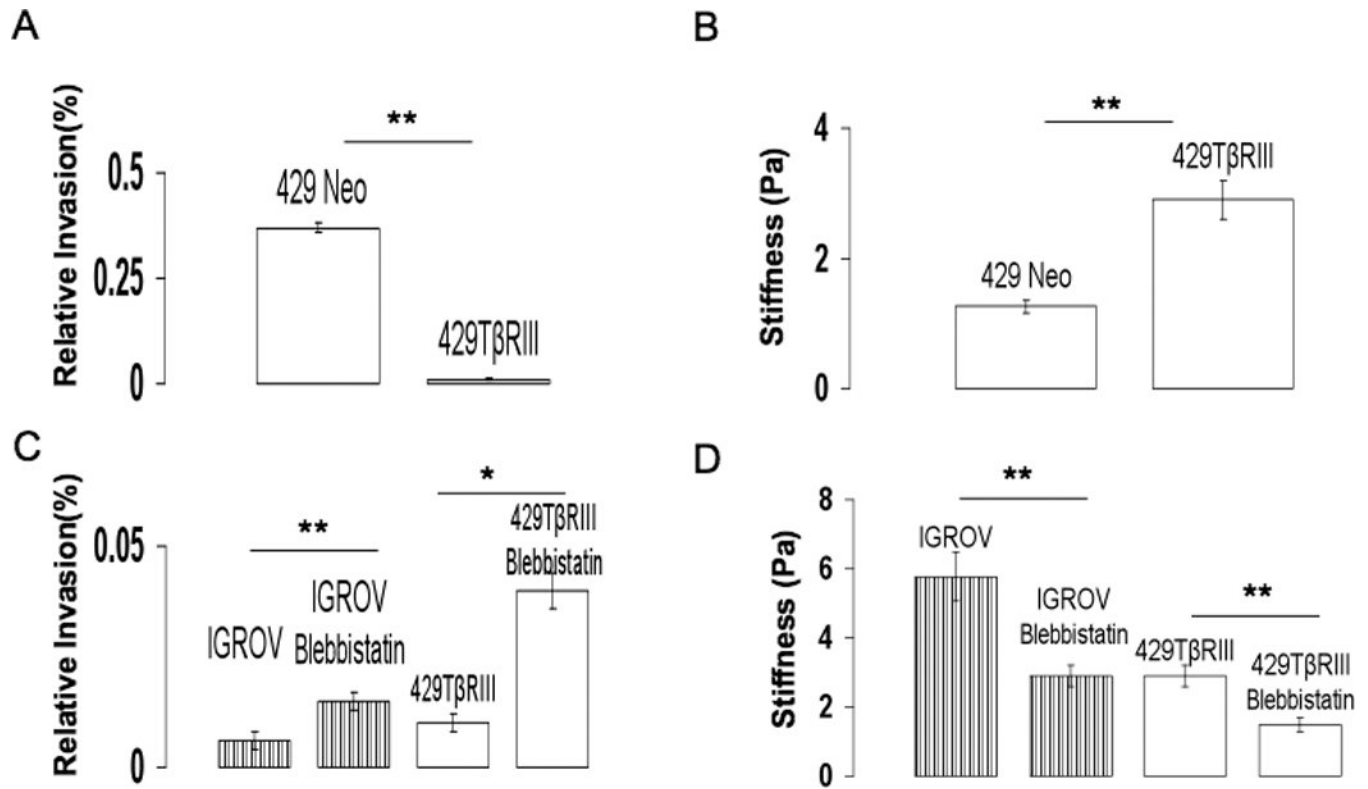 A
Relative Invasion(%)
0.5
0.25
0
**
429 Neo
429TβRIII
B
Stiffness (Pa)
4
2
0
**
429 Neo
429TβRIII
C
Relative Invasion(%)
0.05
0
**
*
IGROV
IGROV
Blebbistatin
429TβRIII
429TβRIII
Blebbistatin
D
Stiffness (Pa)
8
6
4
2
0
**
**
IGROV
IGROV
Blebbistatin
429TβRIII
429TβRIII
Blebbistatin